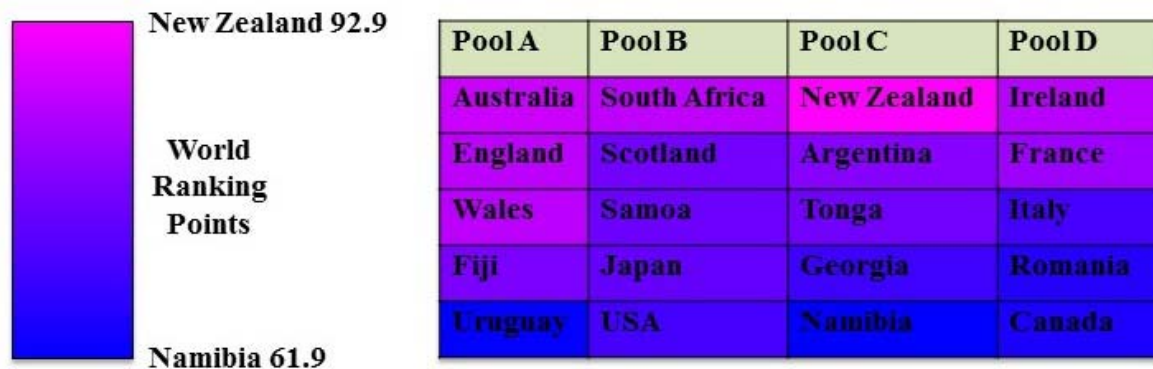 New Zealand 92.9
World
Ranking
Points
Namibia 61.9
Pool A Pool B Pool C Pool D
Australia South Africa New Zealand Ireland
England Scotland Argentina France
Wales Samoa Tonga Italy
Fiji Japan Georgia Romania
Uruguay USA Namibia Canada